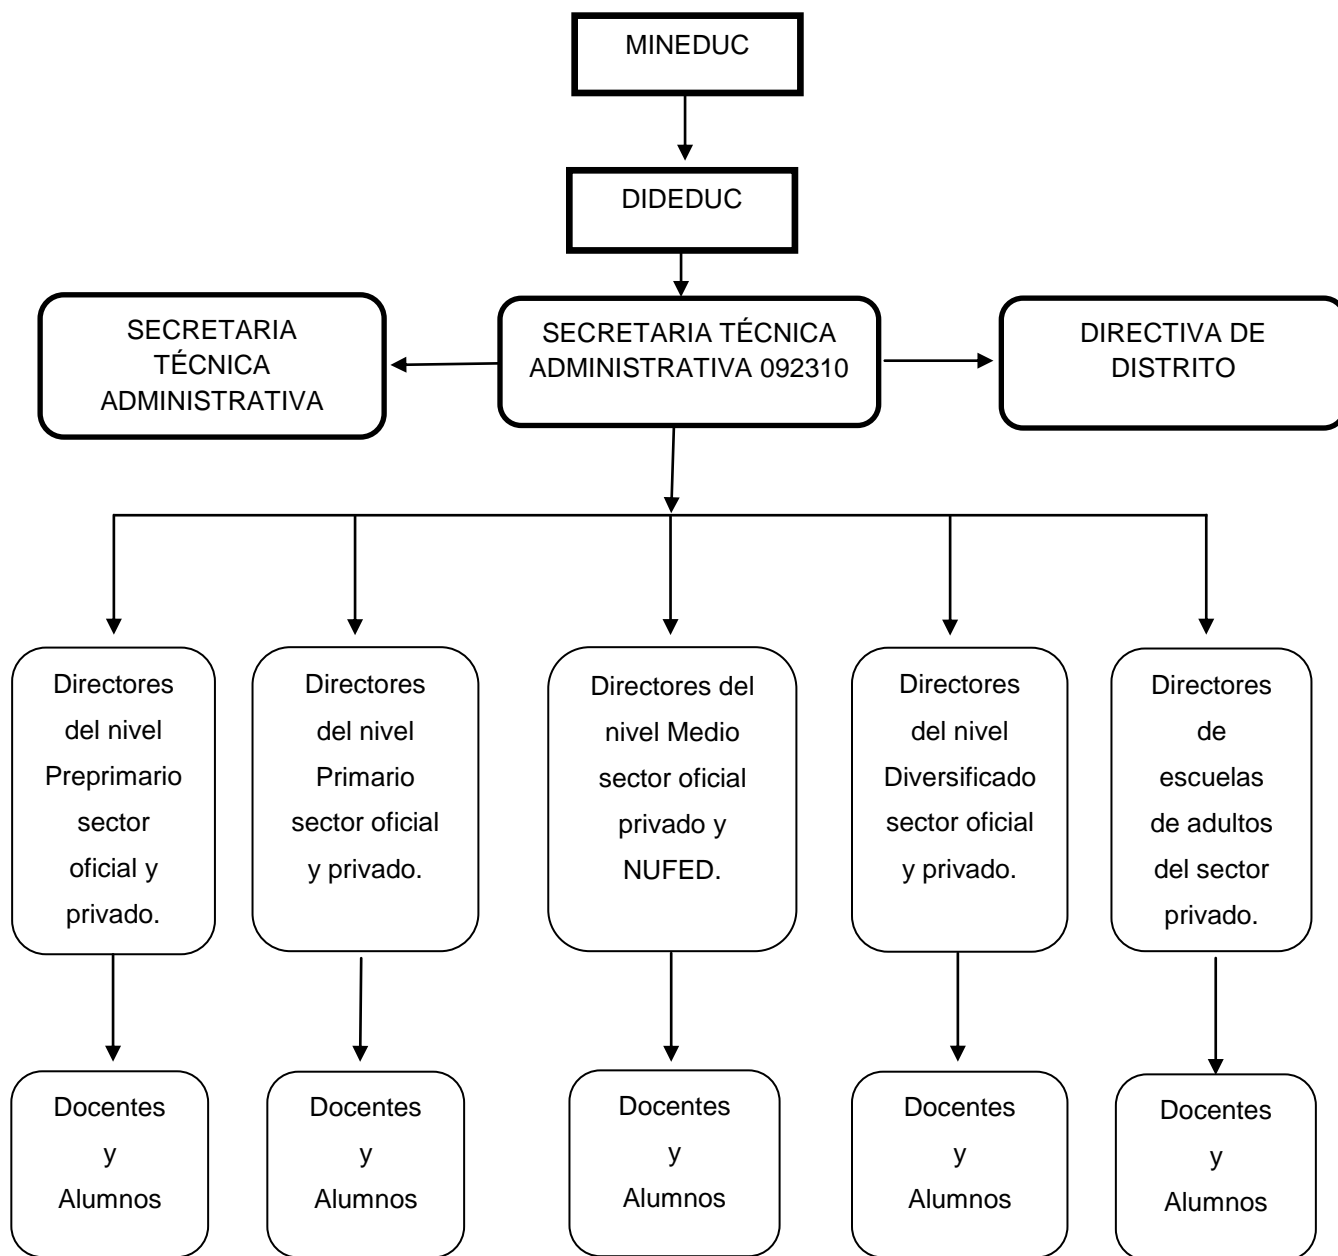 MINEDUC
DIDEDUC
SECRETARIA
TÉCNICA
ADMINISTRATIVA
SECRETARIA TÉCNICA
ADMINISTRATIVA 092310
DIRECTIVA DE
DISTRITO
Directores
del nivel
Preprimario
sector
oficial y
privado.
Directores
del nivel
Primario
sector oficial
y privado.
Directores del
nivel Medio
sector oficial
privado y
NUFED.
Directores
del nivel
Diversificado
sector oficial
y privado.
Directores
de
escuelas
de adultos
del sector
privado.
Docentes
y
Alumnos
Docentes
y
Alumnos
Docentes
y
Alumnos
Docentes
y
Alumnos
Docentes
y
Alumnos